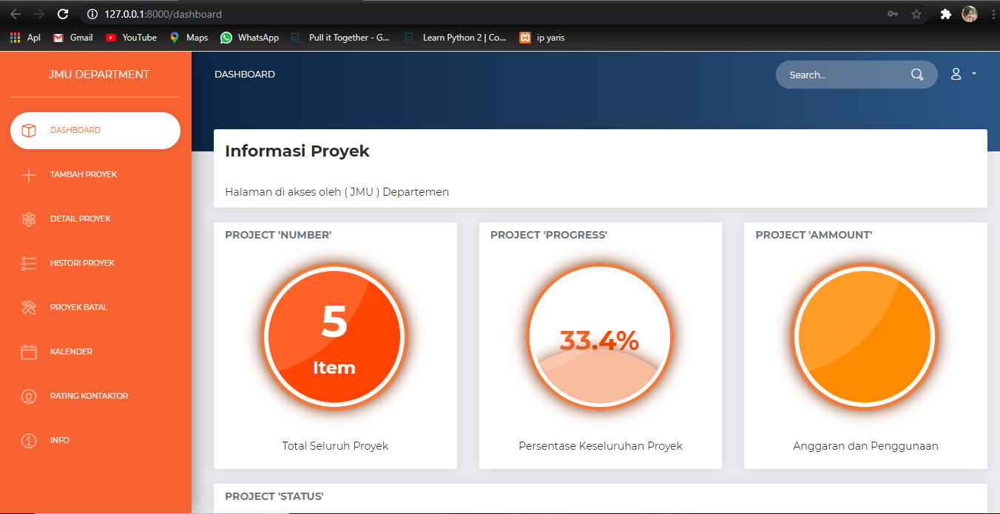 127.0.0.1:8000/dashboard
Apl Gmail YouTube Maps WhatsApp Pull it Together - G... Learn Python 2 | Co... ip yaris
JMU DEPARTMENT
DASHBOARD
TAMBAH PROYEK
DETAIL PROYEK
HISTORI PROYEK
PROYEK BATAL
KALENDER
RATING KONTAKTOR
INFO
DASHBOARD
Search...
Informasi Proyek
Halaman di akses oleh ( JMU ) Departemen
PROJECT 'NUMBER'
5
Item
Total Seluruh Proyek
PROJECT 'PROGRESS'
33.4%
Persentase Keseluruhan Proyek
PROJECT 'AMMOUNT'
Anggaran dan Penggunaan
PROJECT 'STATUS'